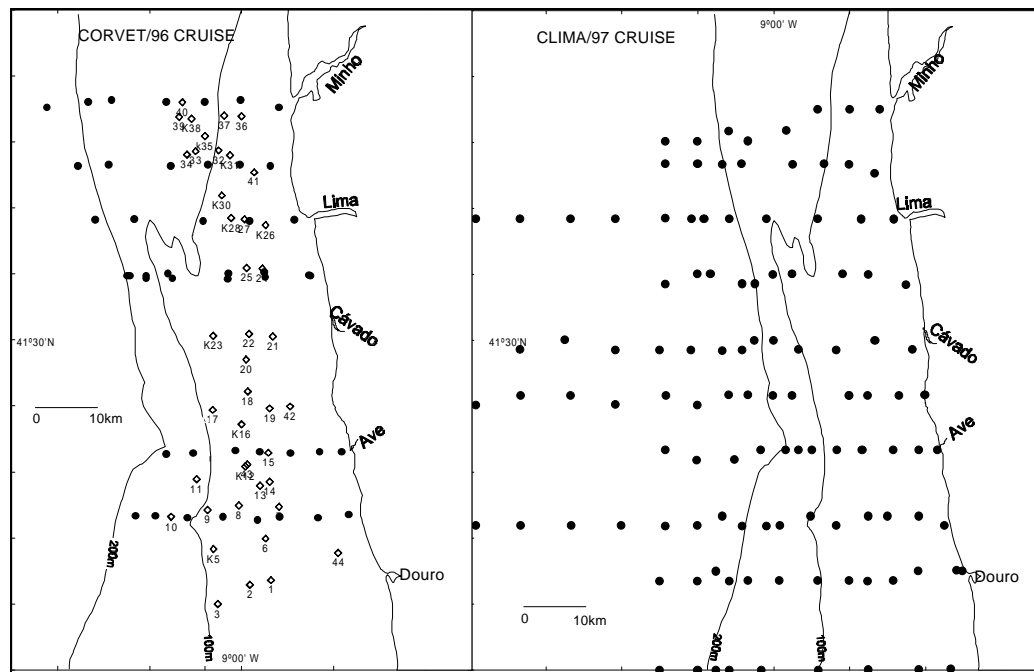 CORVET/96 CRUISE
Minho
40
39
K38
37
36
k35
34
33
32
K31
41
K30
Lima
K28
27
K26
25
Cávado
41°30'N
K23
22
21
20
18
0 10km
17
19
42
K16
Ave
15
43
K12
13
14
11
10
9
8
6
K5
44
200m
Douro
2
1
3
100m
9°00' W
9°00' W
CLIMA/97 CRUISE
Minho
Lima
Cávado
41°30'N
Ave
Douro
0 10km
200m
100m